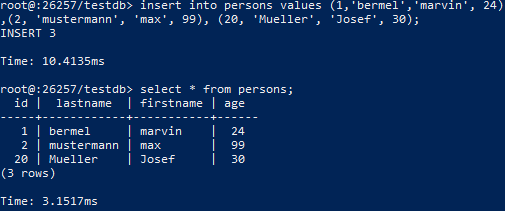 root@:26257/testdb> insert into persons values (1,'bermel','marvin', 24)
,(2, 'mustermann', 'max', 99), (20, 'Mueller', 'Josef', 30);
INSERT 3
Time: 10.4135ms
root@:26257/testdb> select * from persons;
  id |  lastname  | firstname | age
-----+------------+-----------+------
   1 | bermel     | marvin    |  24
   2 | mustermann | max       |  99
  20 | Mueller    | Josef     |  30
(3 rows)
Time: 3.1517ms